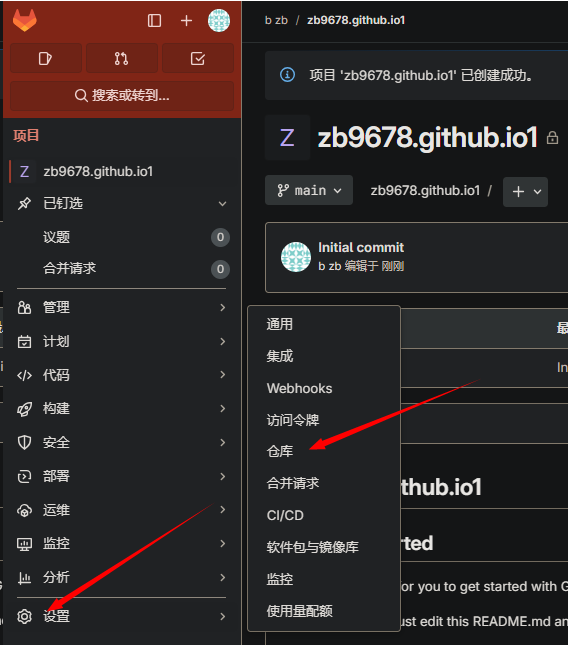 搜索或转到...
项目
Z zb9678.github.io1
已钉选
议题 0
合并请求 0
管理
计划
代码
构建
安全
部署
运维
监控
分析
设置
b zb / zb9678.github.io1
项目 'zb9678.github.io1' 已创建成功。
Z zb9678.github.io1
main zb9678.github.io1 / +
Initial commit
b zb 编辑于 刚刚
通用
集成
Webhooks
访问令牌
仓库
合并请求
CI/CD
软件包与镜像库
监控
使用量配额
最
In
thub.io1
rted
for you to get started with G
ust edit this README.md an